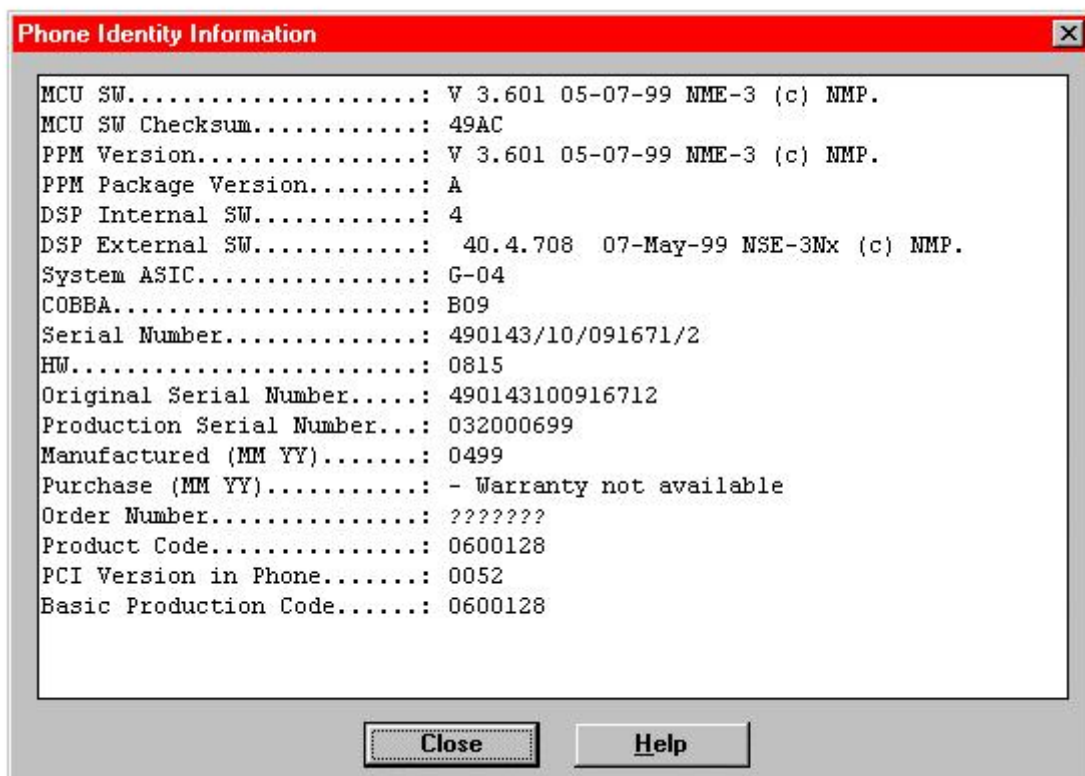 Phone Identity Information
MCU SW.....................: V 3.601 05-07-99 NME-3 (c) NMP.
MCU SW Checksum............: 49AC
PPM Version................: V 3.601 05-07-99 NME-3 (c) NMP.
PPM Package Version........: A
DSP Internal SW............: 4
DSP External SW............:  40.4.708  07-May-99 NSE-3Nx (c) NMP.
System ASIC................: G-04
COBBA......................: B09
Serial Number..............: 490143/10/091671/2
HW.........................: 0815
Original Serial Number.....: 490143100916712
Production Serial Number...: 032000699
Manufactured (MM YY).......: 0499
Purchase (MM YY)...........: - Warranty not available
Order Number...............: ???????
Product Code...............: 0600128
PCI Version in Phone.......: 0052
Basic Production Code......: 0600128
Close
Help